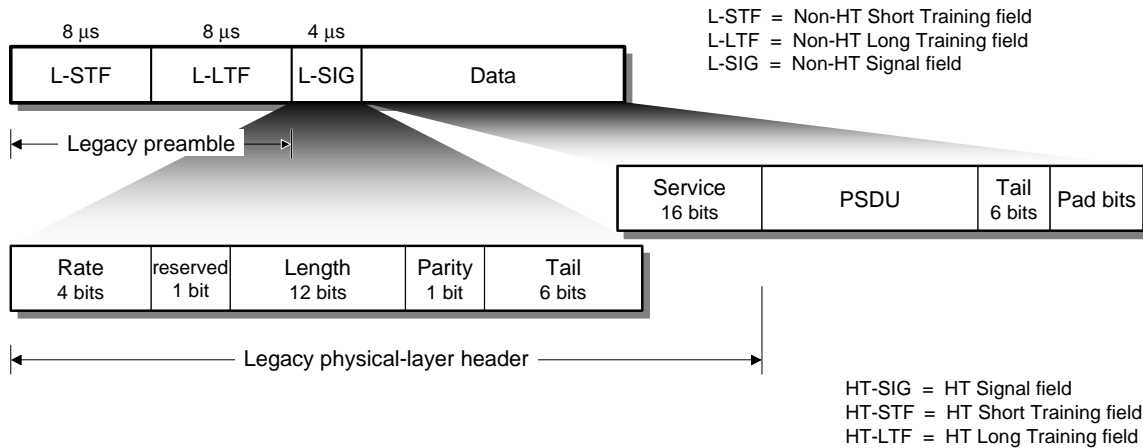 8 μs 8 μs 4 μs
L-STF L-LTF L-SIG Data
L-STF = Non-HT Short Training field
L-LTF = Non-HT Long Training field
L-SIG = Non-HT Signal field
Legacy preamble
Service
16 bits
PSDU
Tail
6 bits
Pad bits
Rate
4 bits
reserved
1 bit
Length
12 bits
Parity
1 bit
Tail
6 bits
Legacy physical-layer header
HT-SIG = HT Signal field
HT-STF = HT Short Training field
HT-LTF = HT Long Training field